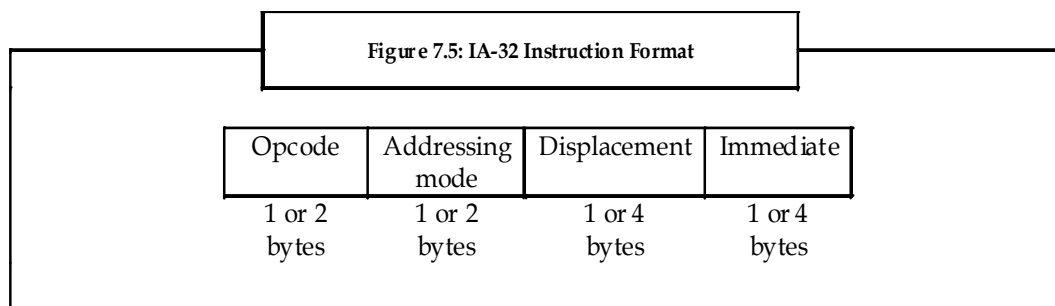 Figure 7.5: IA-32 Instruction Format
Opcode Addressing mode Displacement Immediate
1 or 2 bytes 1 or 2 bytes 1 or 4 bytes 1 or 4 bytes